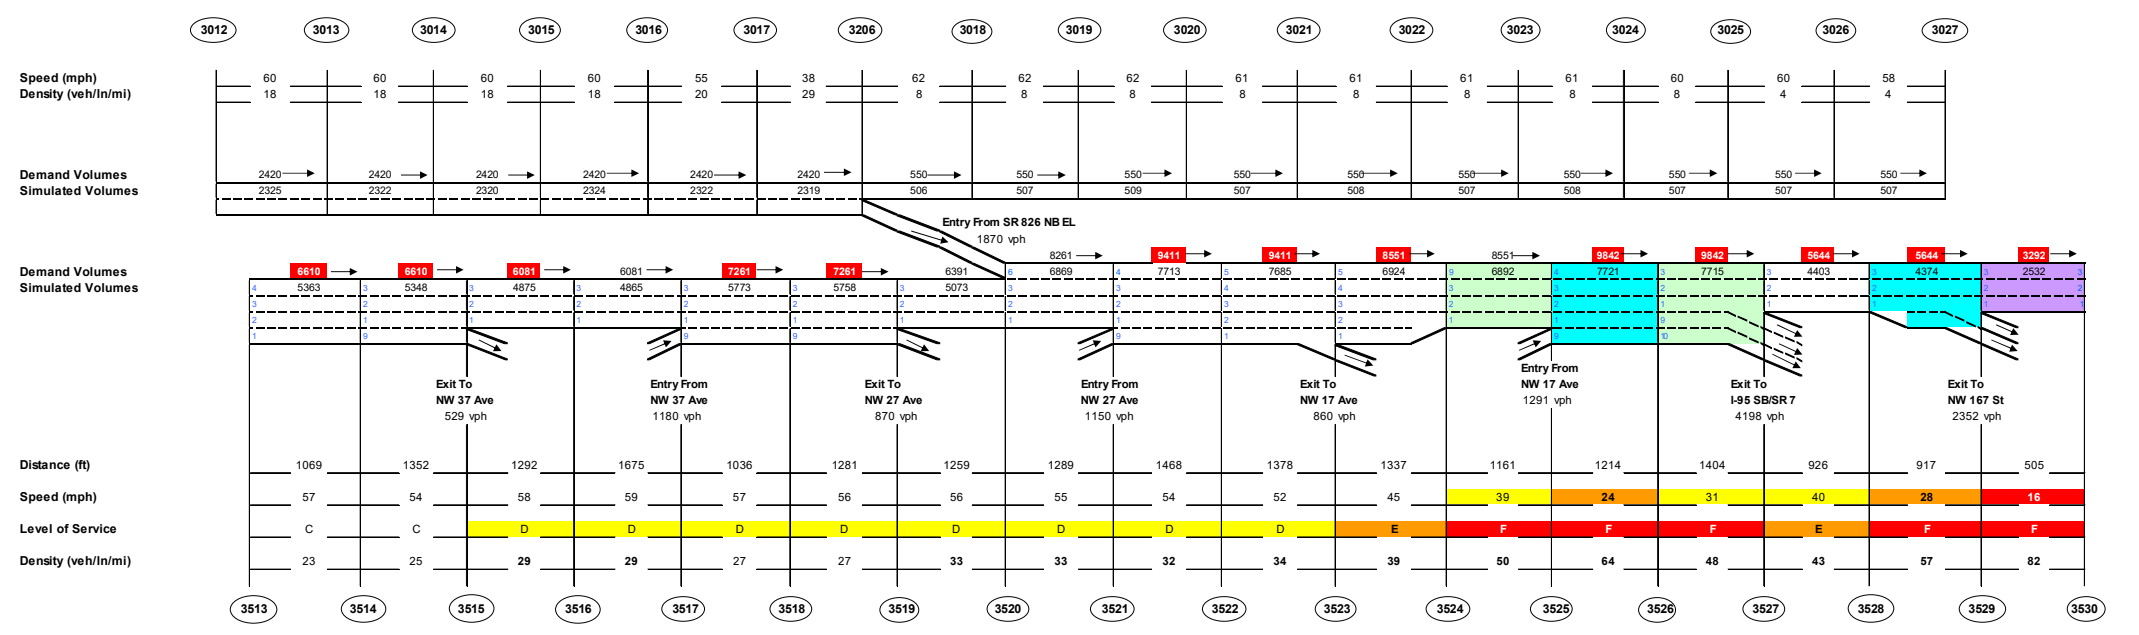 3012 3013 3014 3015 3016 3017 3206 3018 3019 3020 3021 3022 3023 3024 3025 3026 3027
Speed (mph) 60 60 60 60 55 38 62 62 62 61 61 61 61 60 60 58
Density (veh/ln/mi) 18 18 18 18 20 29 8 8 8 8 8 8 8 8 4 4
Demand Volumes 2420 2420 2420 2420 2420 2420 550 550 550 550 550 550 550 550 550 550
Simulated Volumes 2325 2322 2320 2324 2322 2319 506 507 509 507 508 507 508 507 507 507
Entry From SR 826 NB EL
1870 vph
8261 9411 9411 8551 8551 9842 9842 5644 5644 3292
Demand Volumes 6610 6610 6081 6081 7261 7261 6391 6869 7713 7685 6924 6892 7721 7715 4403 4374 2532
Simulated Volumes 5363 5348 4875 4865 5773 5758 5073
Exit To
NW 37 Ave
529 vph
Entry From
NW 37 Ave
1180 vph
Exit To
NW 27 Ave
870 vph
Entry From
NW 27 Ave
1150 vph
Exit To
NW 17 Ave
860 vph
Entry From
NW 17 Ave
1291 vph
Exit To
I-95 SB/SR 7
4198 vph
Exit To
NW 167 St
2352 vph
Distance (ft) 1069 1352 1292 1675 1036 1281 1259 1289 1468 1378 1337 1161 1214 1404 926 917 505
Speed (mph) 57 54 58 59 57 56 56 55 54 52 45 39 24 31 40 28 16
Level of Service C C D D D D D D D D E F F F E F F
Density (veh/ln/mi) 23 25 29 29 27 27 33 33 32 34 39 50 64 48 43 57 82
3513 3514 3515 3516 3517 3518 3519 3520 3521 3522 3523 3524 3525 3526 3527 3528 3529 3530